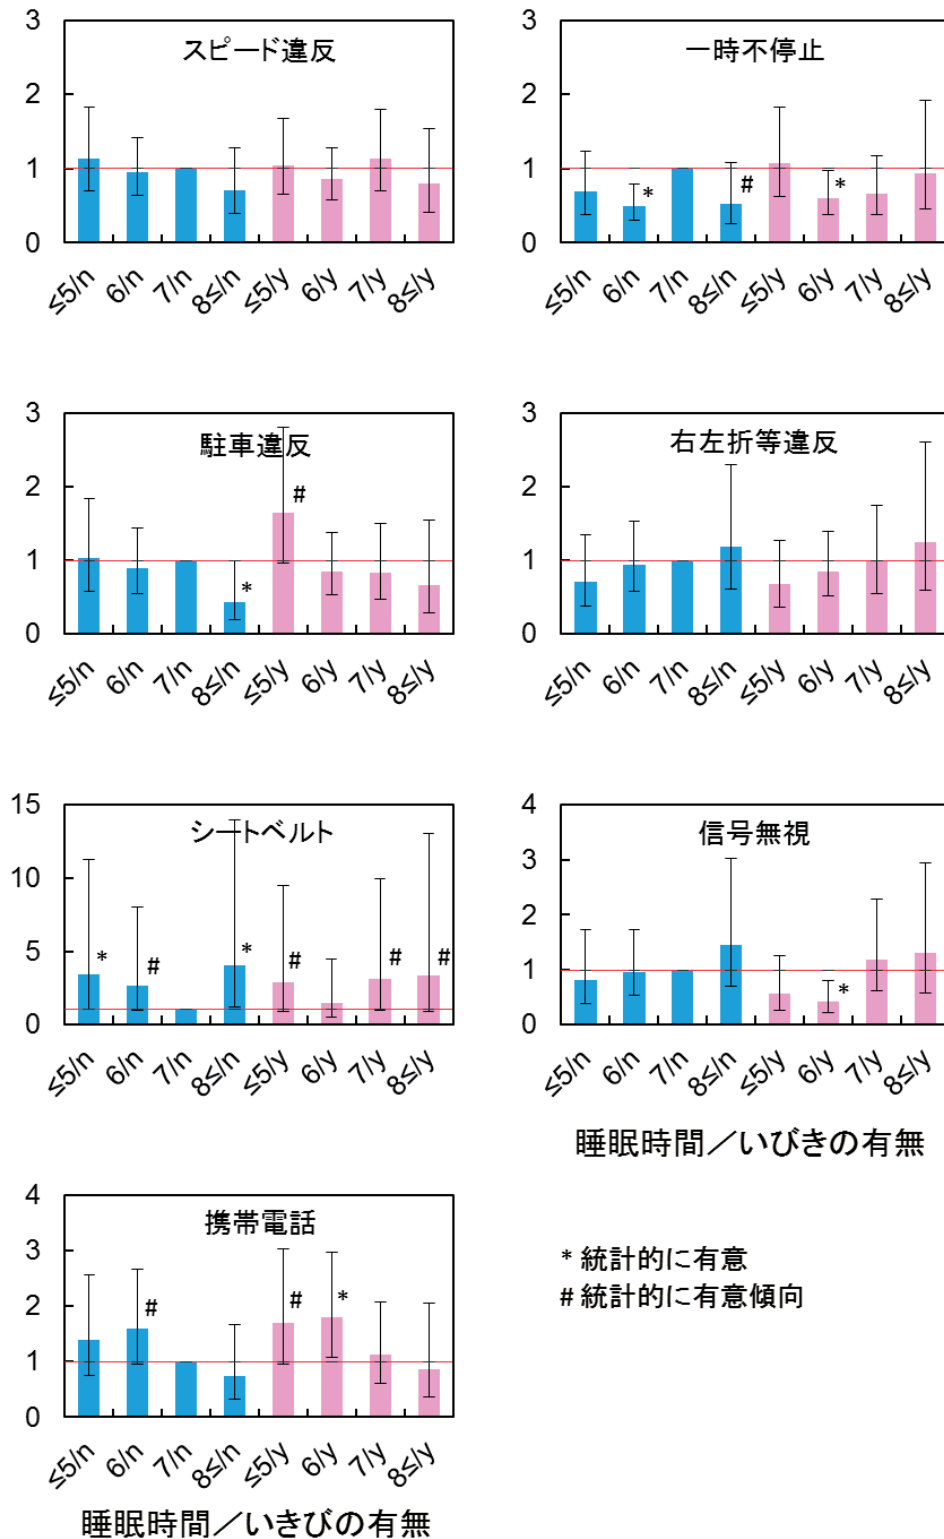 スピード違反
3
2
1
0
≤5/n
6/n
7/n
8≤/n
≤5/y
6/y
7/y
8≤/y
一時不停止
3
2
1
0
*
#
*
≤5/n
6/n
7/n
8≤/n
≤5/y
6/y
7/y
8≤/y
駐車違反
3
2
1
0
*
#
≤5/n
6/n
7/n
8≤/n
≤5/y
6/y
7/y
8≤/y
右左折等違反
3
2
1
0
≤5/n
6/n
7/n
8≤/n
≤5/y
6/y
7/y
8≤/y
シートベルト
15
10
5
0
*
#
*
#
#
#
≤5/n
6/n
7/n
8≤/n
≤5/y
6/y
7/y
8≤/y
信号無視
4
3
2
1
0
*
≤5/n
6/n
7/n
8≤/n
≤5/y
6/y
7/y
8≤/y
睡眠時間／いびきの有無
携帯電話
4
3
2
1
0
#
#
*
≤5/n
6/n
7/n
8≤/n
≤5/y
6/y
7/y
8≤/y
睡眠時間／いきびの有無
* 統計的に有意
# 統計的に有意傾向